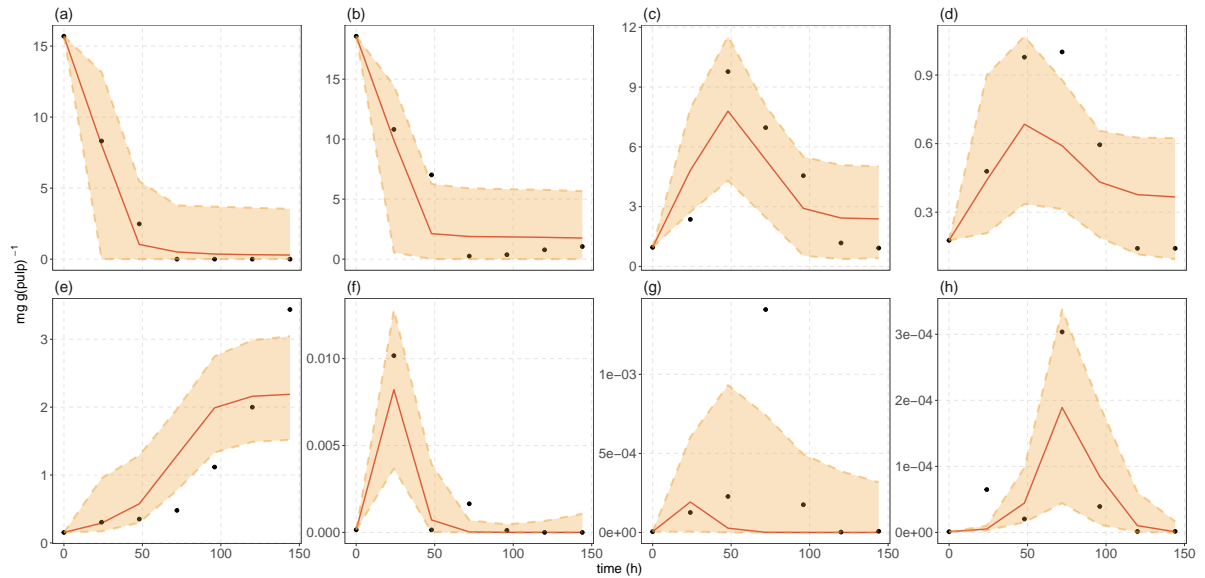 (a) (b) (c) (d)
15
10
5
0
15
10
5
0
12
9
6
3
0
0.9
0.6
0.3
mg g(pulp) −1
(e) (f) (g) (h)
3
2
1
0
0.010
0.005
0.000
1e−03
5e−04
0e+00
3e−04
2e−04
1e−04
0e+00
0 50 100 150 0 50 100 150 0 50 100 150 0 50 100 150
time (h)